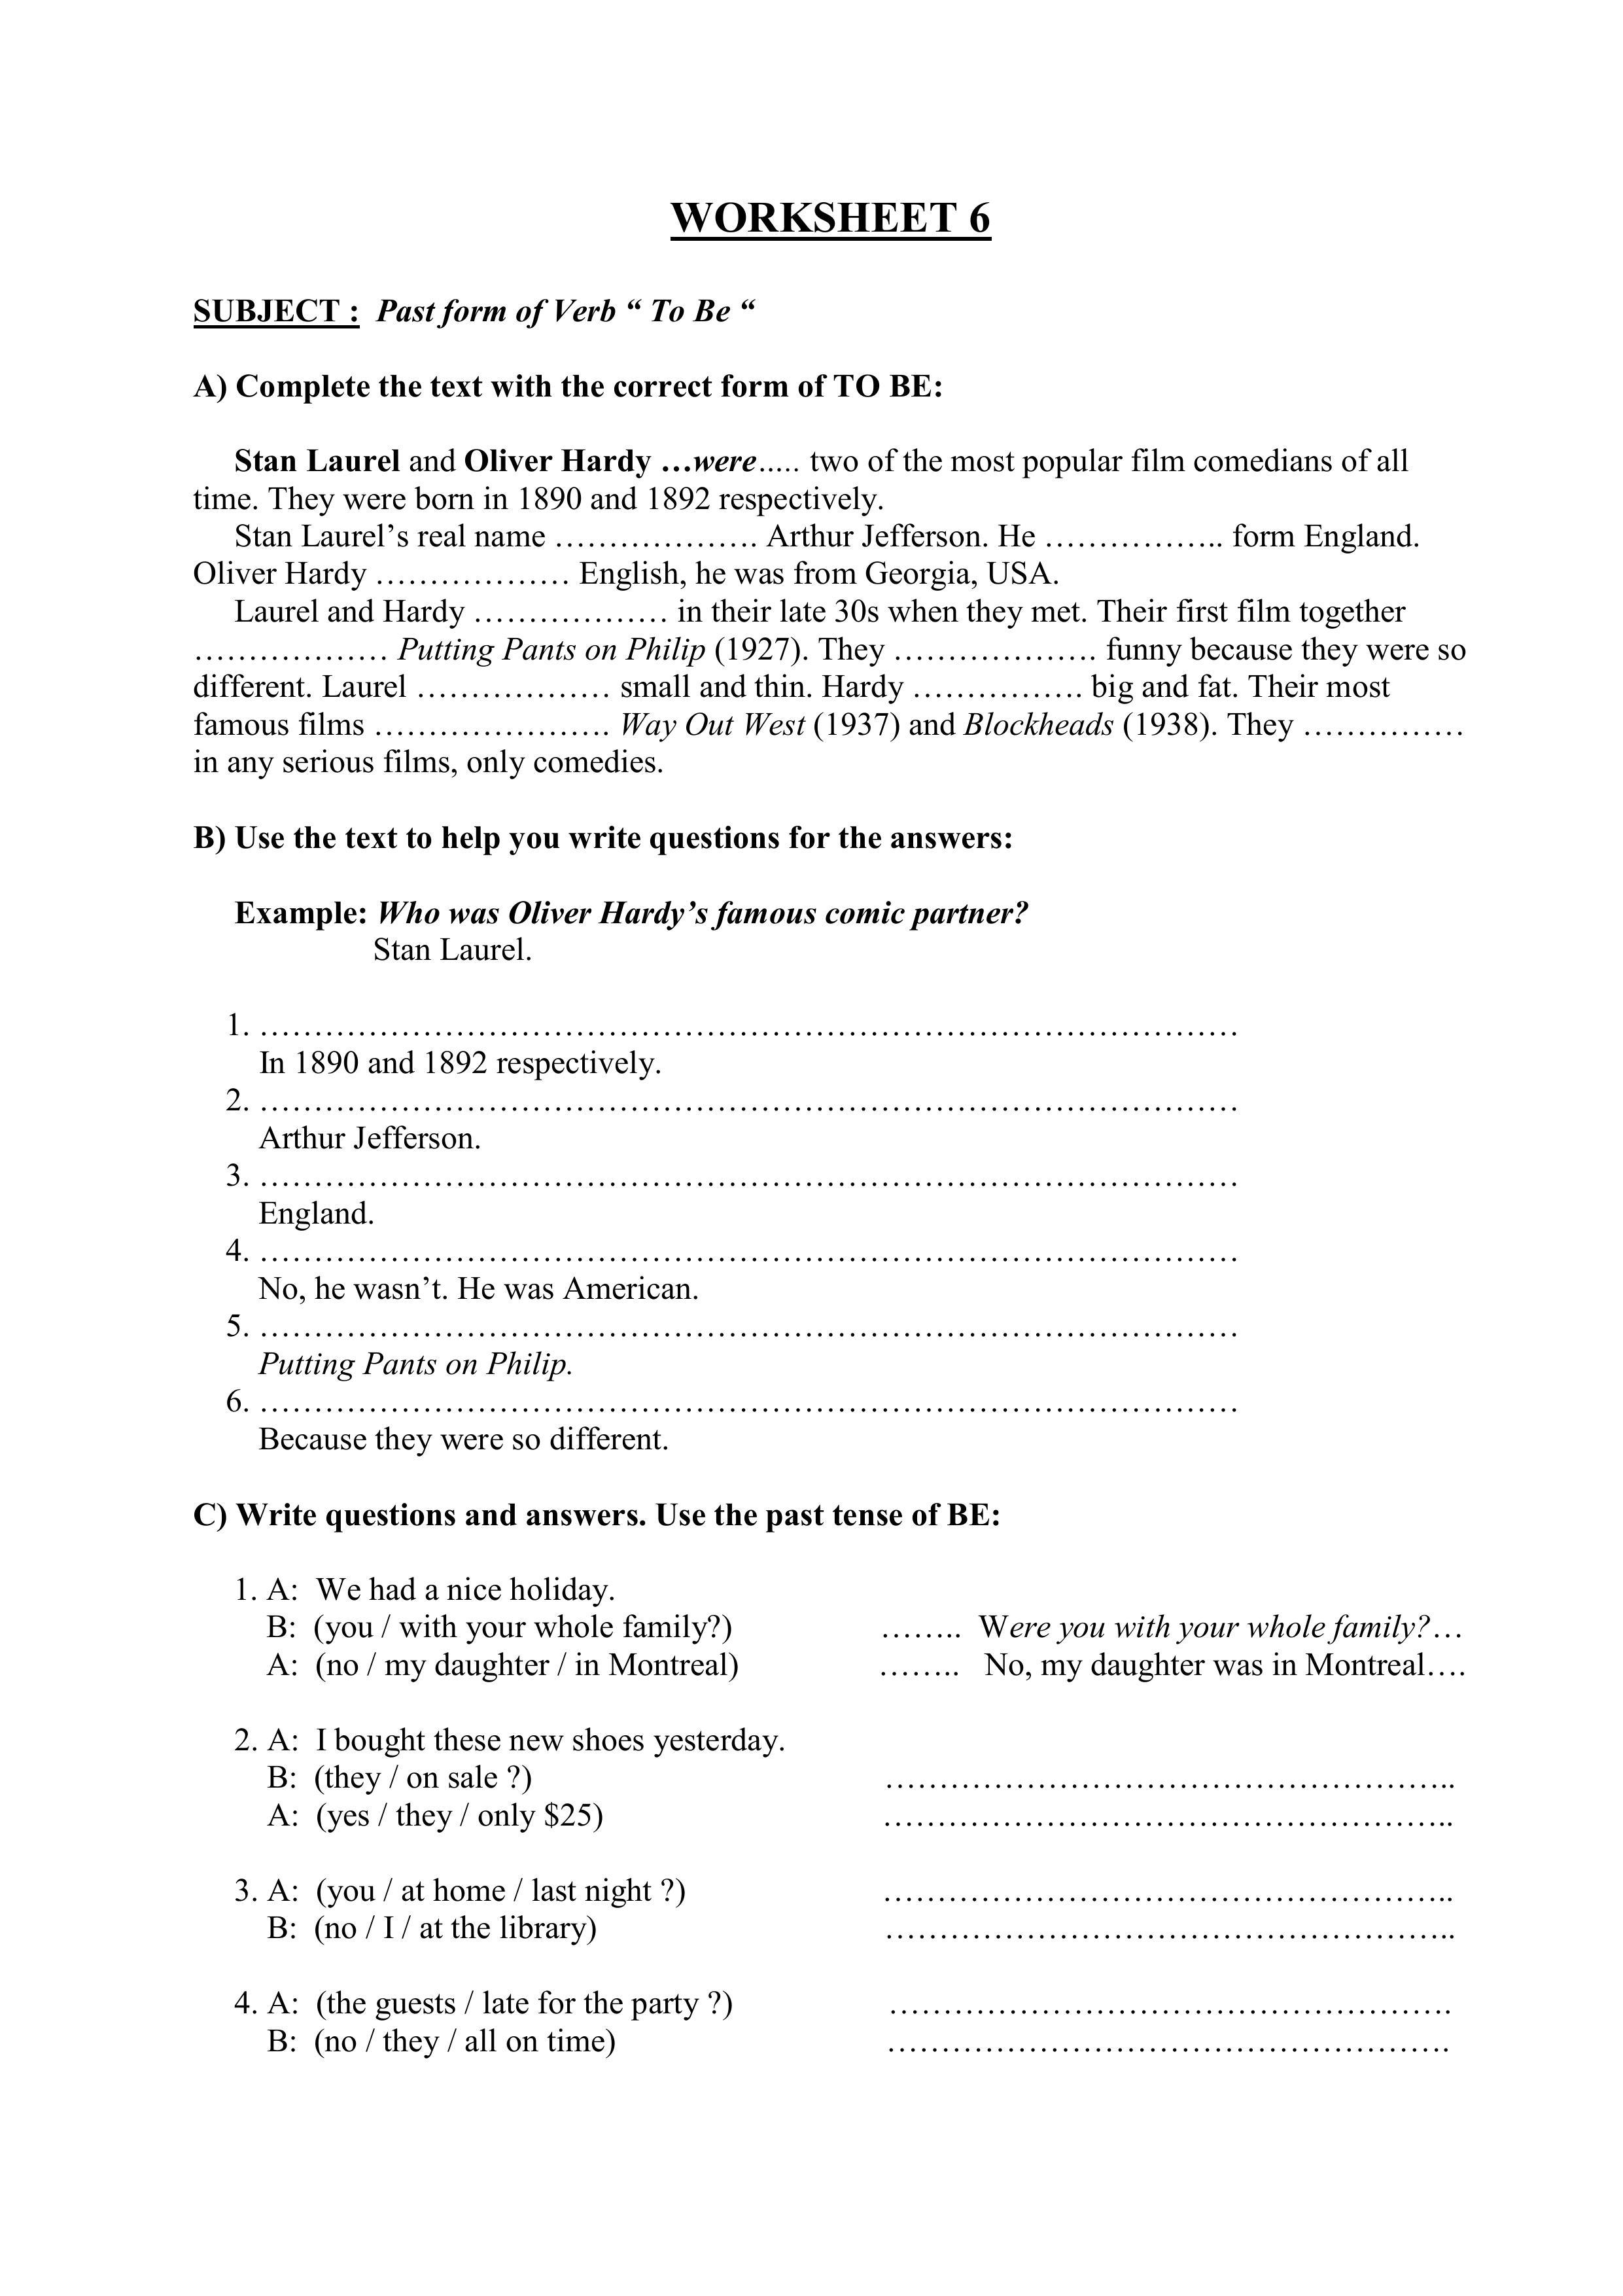 WORKSHEET 6
SUBJECT : Past form of Verb “ To Be “
A) Complete the text with the correct form of TO BE:
Stan Laurel and Oliver Hardy …were….. two of the most popular film comedians of all
time. They were born in 1890 and 1892 respectively.
Stan Laurel’s real name ………………. Arthur Jefferson. He …………….. form England.
Oliver Hardy ……………… English, he was from Georgia, USA.
Laurel and Hardy ……………… in their late 30s when they met. Their first film together
……………… Putting Pants on Philip (1927). They ………………. funny because they were so
different. Laurel ……………… small and thin. Hardy ……………. big and fat. Their most
famous films …………………. Way Out West (1937) and Blockheads (1938). They ……………
in any serious films, only comedies.
B) Use the text to help you write questions for the answers:
Example: Who was Oliver Hardy’s famous comic partner?
Stan Laurel.
1. ………………………………………………………………………………
In 1890 and 1892 respectively.
2. ………………………………………………………………………………
Arthur Jefferson.
3. ………………………………………………………………………………
England.
4. ………………………………………………………………………………
No, he wasn’t. He was American.
5. ………………………………………………………………………………
Putting Pants on Philip.
6. ………………………………………………………………………………
Because they were so different.
C) Write questions and answers. Use the past tense of BE:
1. A: We had a nice holiday.
B: (you / with your whole family?) …….. Were you with your whole family?…
A: (no / my daughter / in Montreal) …….. No, my daughter was in Montreal….
2. A: I bought these new shoes yesterday.
B: (they / on sale ?) ……………………………………………..
A: (yes / they / only $25) ……………………………………………..
3. A: (you / at home / last night ?) ……………………………………………..
B: (no / I / at the library) ……………………………………………..
4. A: (the guests / late for the party ?) …………………………………………….
B: (no / they / all on time) …………………………………………….